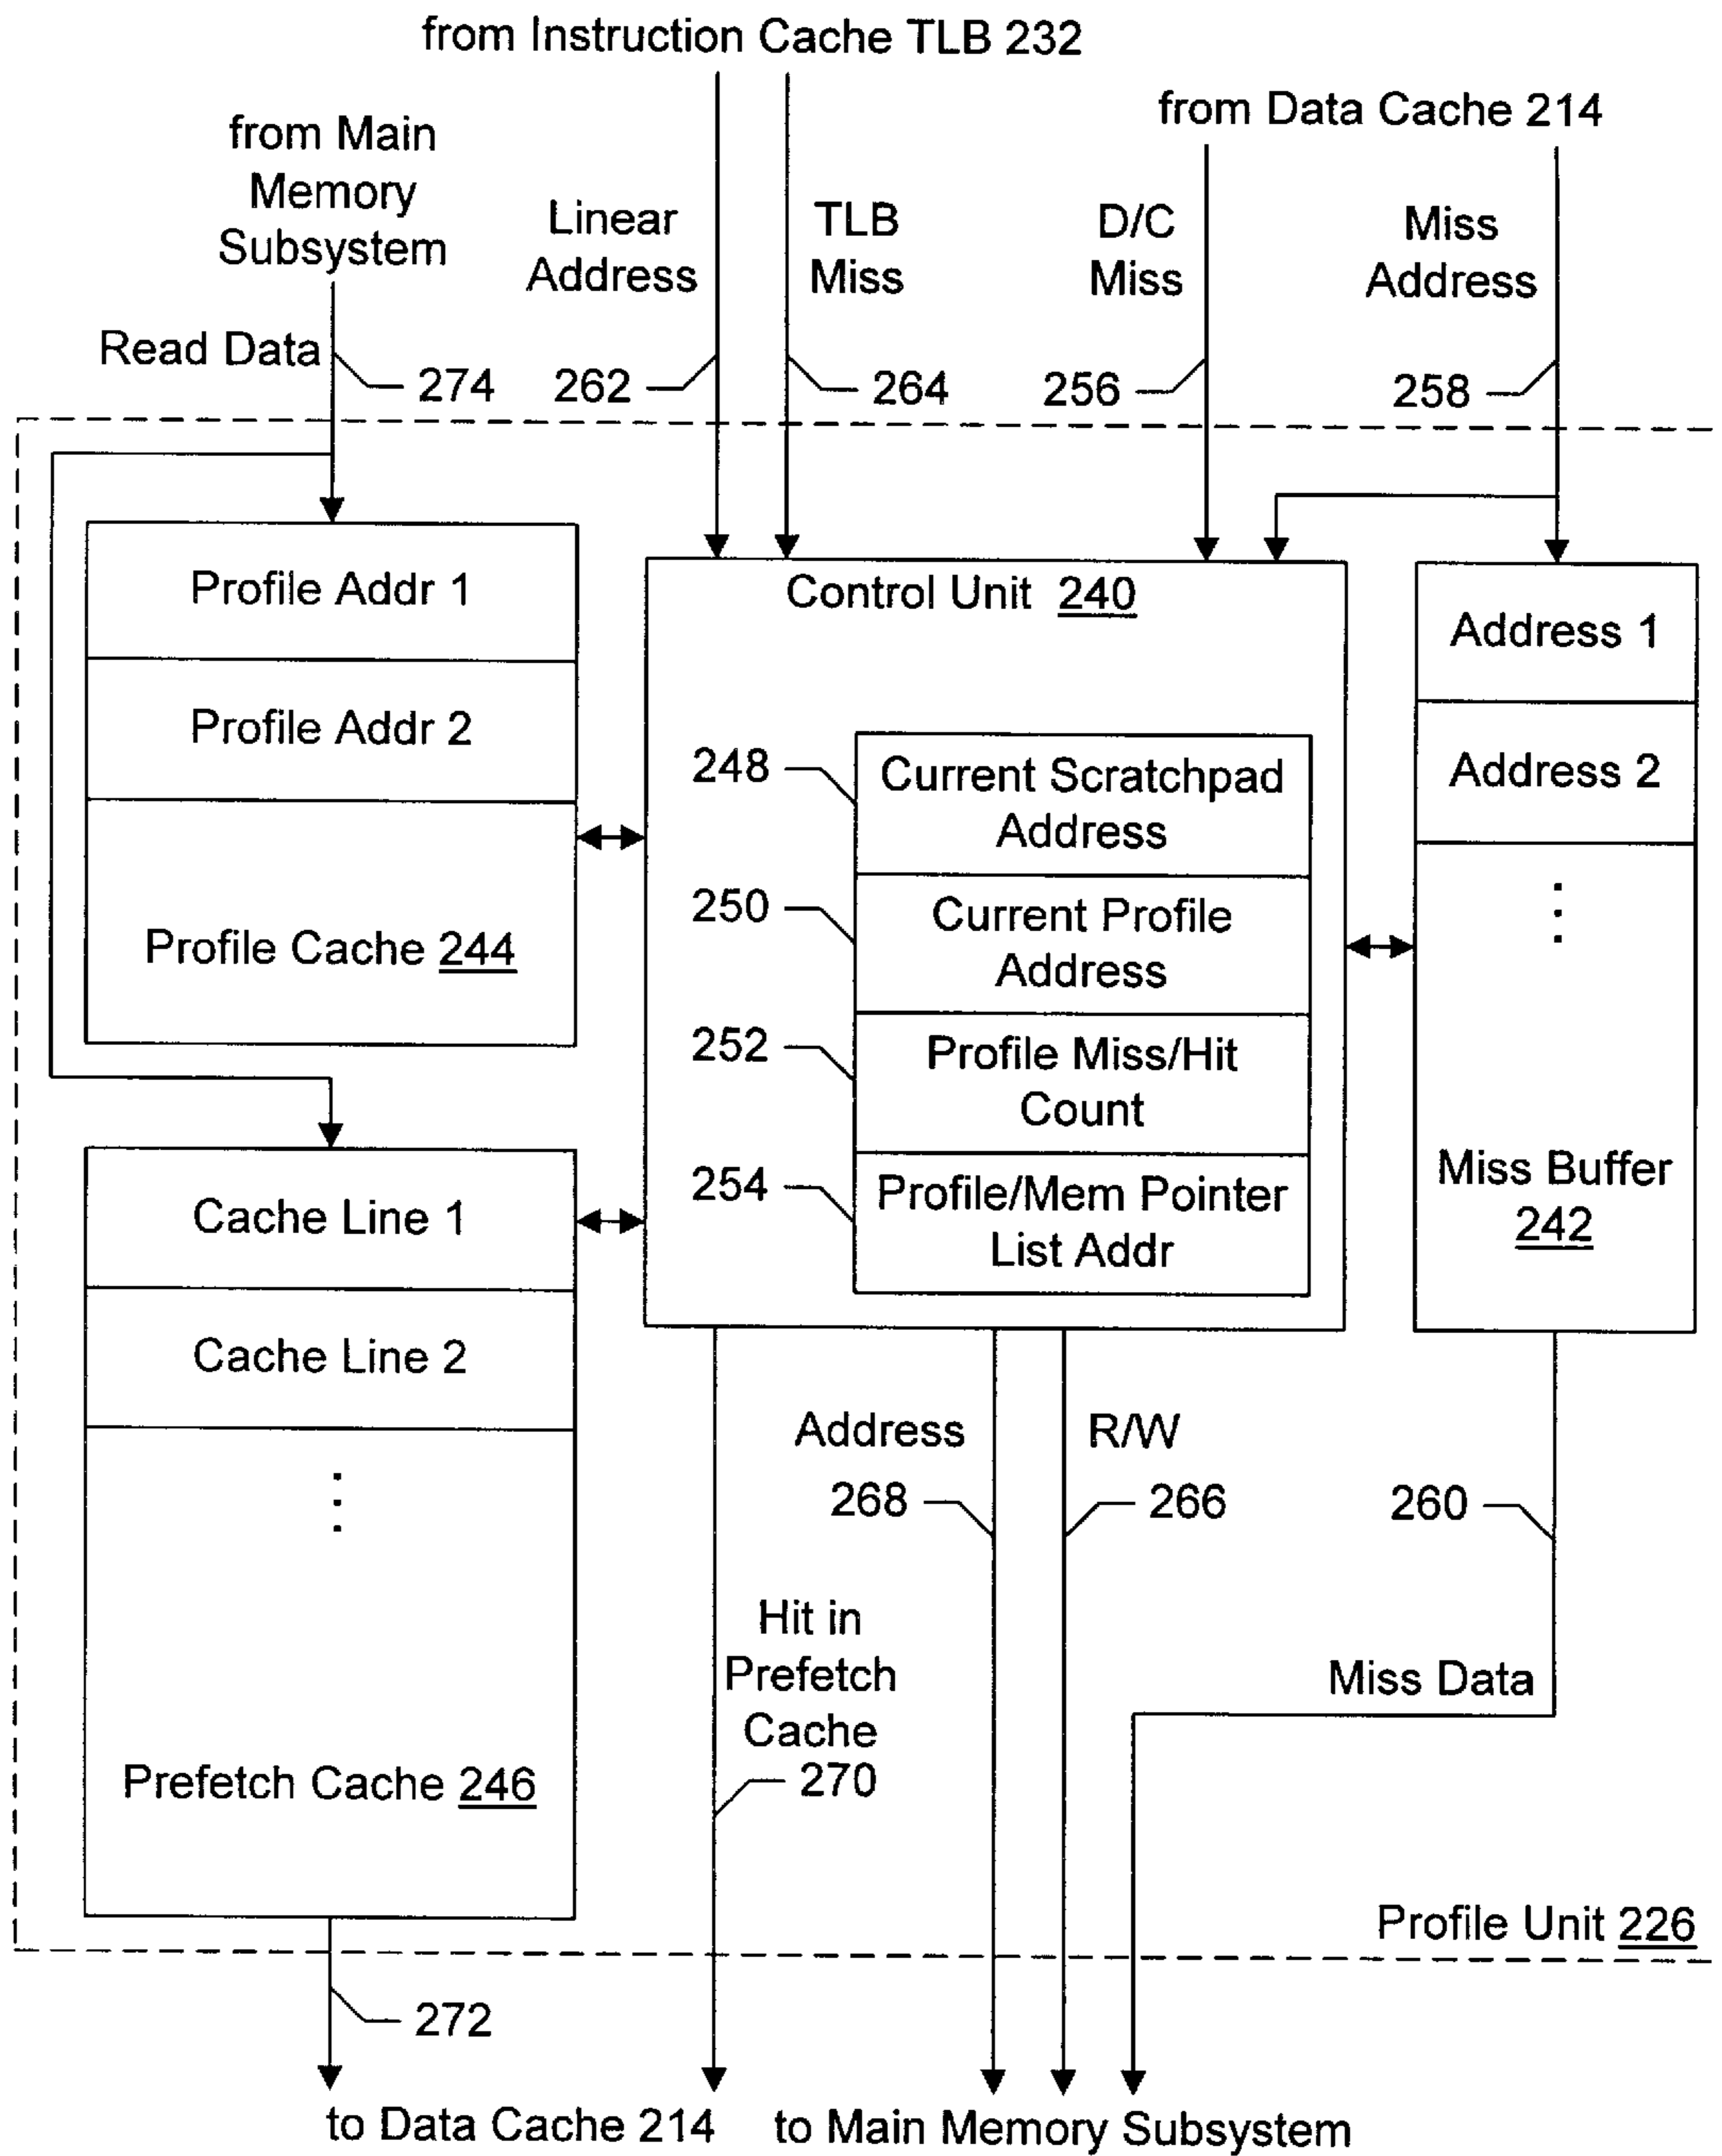 from Instruction Cache TLB 232
from Data Cache 214
from Main
Memory
Subsystem
Linear
Address
TLB
Miss
D/C
Miss
Miss
Address
Read Data
274
262
264
256
258
Profile Addr 1
Profile Addr 2
Profile Cache 244
Control Unit 240
248
Current Scratchpad
Address
250
Current Profile
Address
252
Profile Miss/Hit
Count
254
Profile/Mem Pointer
List Addr
Address 1
Address 2
⋮
Miss Buffer
242
Cache Line 1
Cache Line 2
⋮
Prefetch Cache 246
Address
268
R/W
266
260
Hit in
Prefetch
Cache
270
Miss Data
Profile Unit 226
272
to Data Cache 214
to Main Memory Subsystem